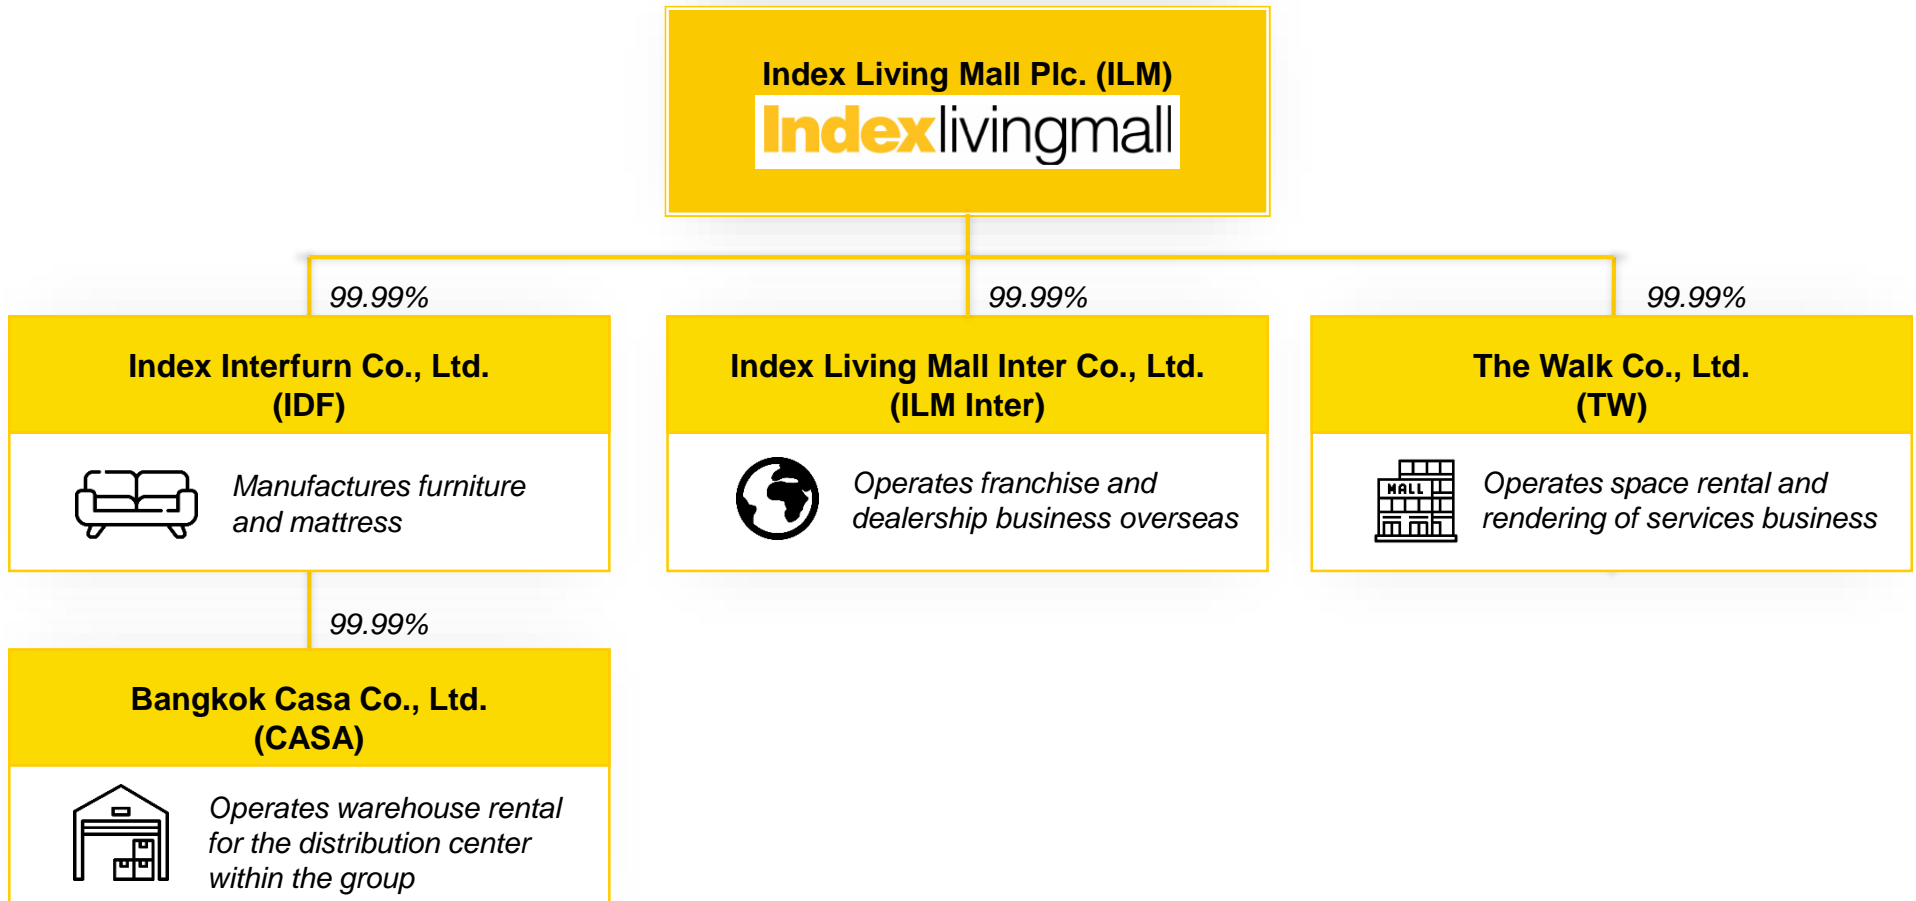 Index Living Mall Plc. (ILM)
Indexlivingmall
99.99%
99.99%
99.99%
Index Interfurn Co., Ltd.
(IDF)
Manufactures furniture
and mattress
Index Living Mall Inter Co., Ltd.
(ILM Inter)
Operates franchise and
dealership business overseas
The Walk Co., Ltd.
(TW)
MALL
Operates space rental and
rendering of services business
99.99%
Bangkok Casa Co., Ltd.
(CASA)
Operates warehouse rental
for the distribution center
within the group